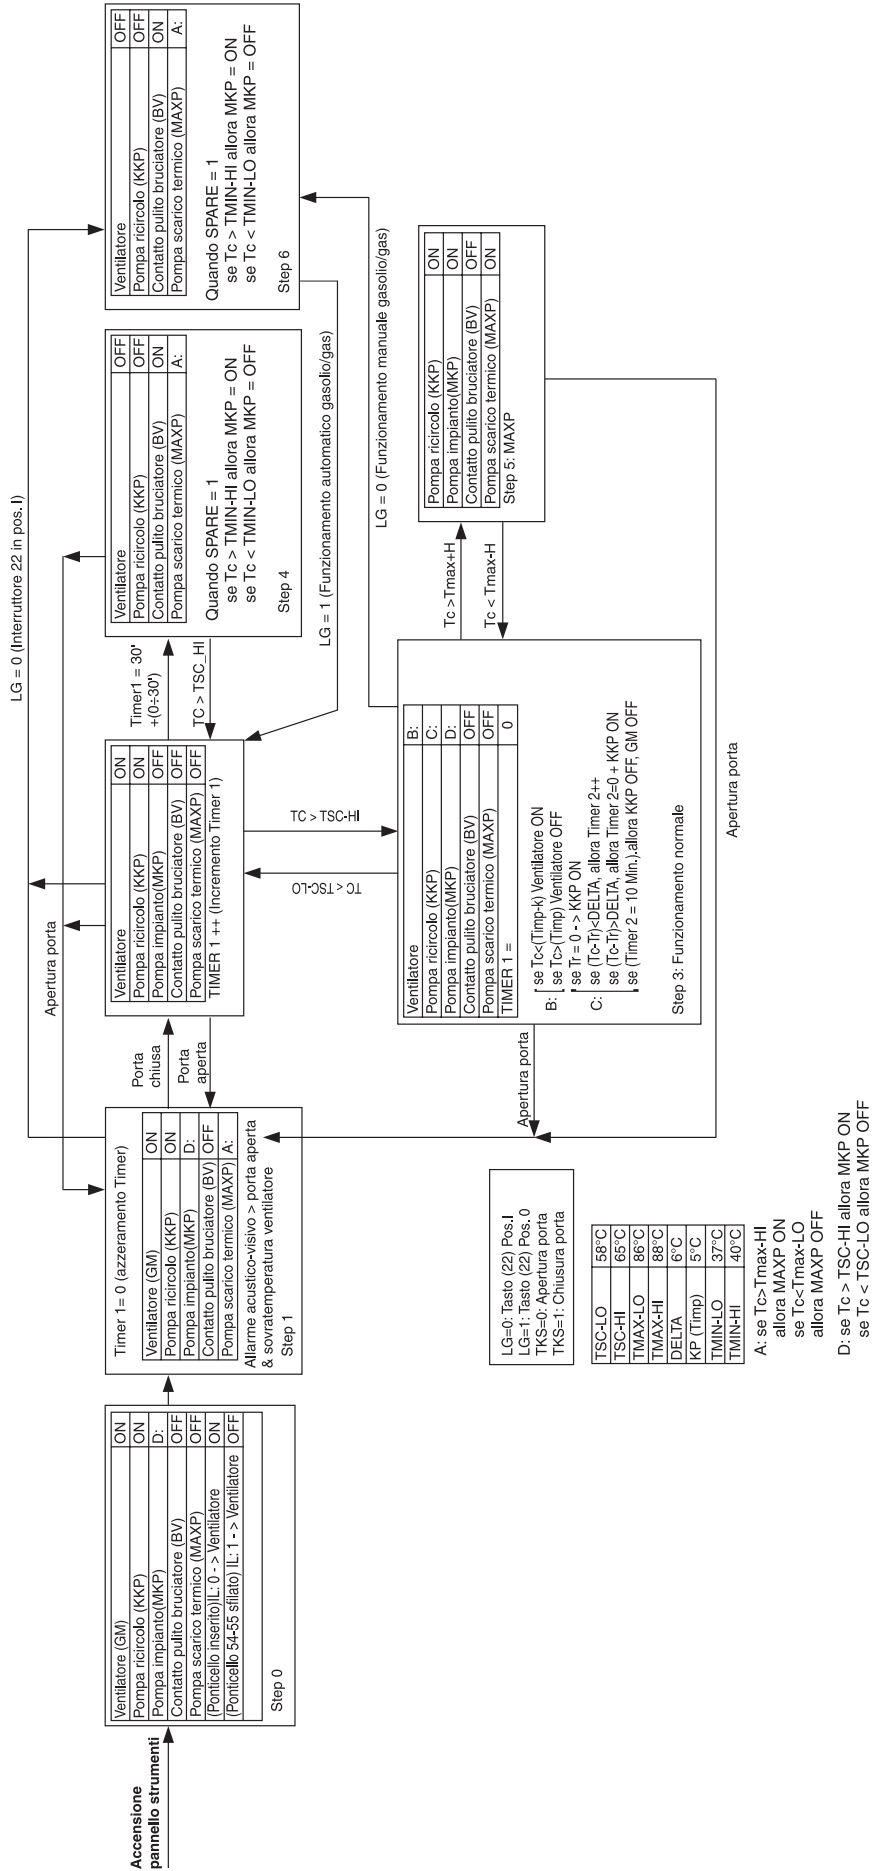 Accensione
pannello strumenti
Ventilatore (GM) ON
Pompa ricircolo (KKP) ON
Pompa impianto(MKP) D:
Contatto pulito bruciatore (BV) OFF
Pompa scarico termico (MAXP) OFF
(Ponticello inserito)IL: 0 - > Ventilatore ON
(Ponticello 54-55 sfilato) IL: 1 - > Ventilatore OFF
Step 0
Timer 1= 0 (azzeramento Timer)
Ventilatore (GM) ON
Pompa ricircolo (KKP) ON
Pompa impianto(MKP) D:
Contatto pulito bruciatore (BV) OFF
Pompa scarico termico (MAXP) A:
Allarme acustico-visivo > porta aperta
& sovratemperatura ventilatore
Step 1
Apertura porta
Porta
chiusa
Porta
aperta
Ventilatore ON
Pompa ricircolo (KKP) ON
Pompa impianto(MKP) OFF
Contatto pulito bruciatore (BV) OFF
Pompa scarico termico (MAXP) OFF
TIMER 1 ++ (Incremento Timer 1)
Timer1 = 30'
+(0÷30')
TC > TSC_HI
Ventilatore OFF
Pompa ricircolo (KKP) OFF
Contatto pulito bruciatore (BV) ON
Pompa scarico termico (MAXP) A:
Quando SPARE = 1
se Tc > TMIN-HI allora MKP = ON
se Tc < TMIN-LO allora MKP = OFF
Step 4
LG = 0 (Interruttore 22 in pos. I)
Ventilatore OFF
Pompa ricircolo (KKP) OFF
Contatto pulito bruciatore (BV) ON
Pompa scarico termico (MAXP) A:
Quando SPARE = 1
se Tc > TMIN-HI allora MKP = ON
se Tc < TMIN-LO allora MKP = OFF
Step 6
LG = 1 (Funzionamento automatico gasolio/gas)
LG = 0 (Funzionamento manuale gasolio/gas)
TC > TSC-HI
TC < TSC-LO
Ventilatore B:
Pompa ricircolo (KKP) C:
Pompa impianto(MKP) D:
Contatto pulito bruciatore (BV) OFF
Pompa scarico termico (MAXP) OFF
TIMER 1 = 0
B: se Tc<(Timp-k) Ventilatore ON
se Tc>(Timp) Ventilatore OFF
se Tr = 0 - > KKP ON
C: se (Tc-Tr)<DELTA, allora Timer 2++
se (Tc-Tr)>DELTA, allora Timer 2=0 + KKP ON
se (Timer 2 = 10 Min.).allora KKP OFF, GM OFF
Step 3: Funzionamento normale
Tc >Tmax+H
Tc < Tmax-H
Pompa ricircolo (KKP) ON
Pompa impianto(MKP) ON
Contatto pulito bruciatore (BV) OFF
Pompa scarico termico (MAXP) ON
Step 5: MAXP
Apertura porta
Apertura porta
LG=0: Tasto (22) Pos.I
LG=1: Tasto (22) Pos. 0
TKS=0: Apertura porta
TKS=1: Chiusura porta
TSC-LO 58°C
TSC-HI 65°C
TMAX-LO 86°C
TMAX-HI 88°C
DELTA 6°C
KP (Timp) 5°C
TMIN-LO 37°C
TMIN-HI 40°C
A: se Tc>Tmax-HI
allora MAXP ON
se Tc<Tmax-LO
allora MAXP OFF
D: se Tc > TSC-HI allora MKP ON
se Tc < TSC-LO allora MKP OFF